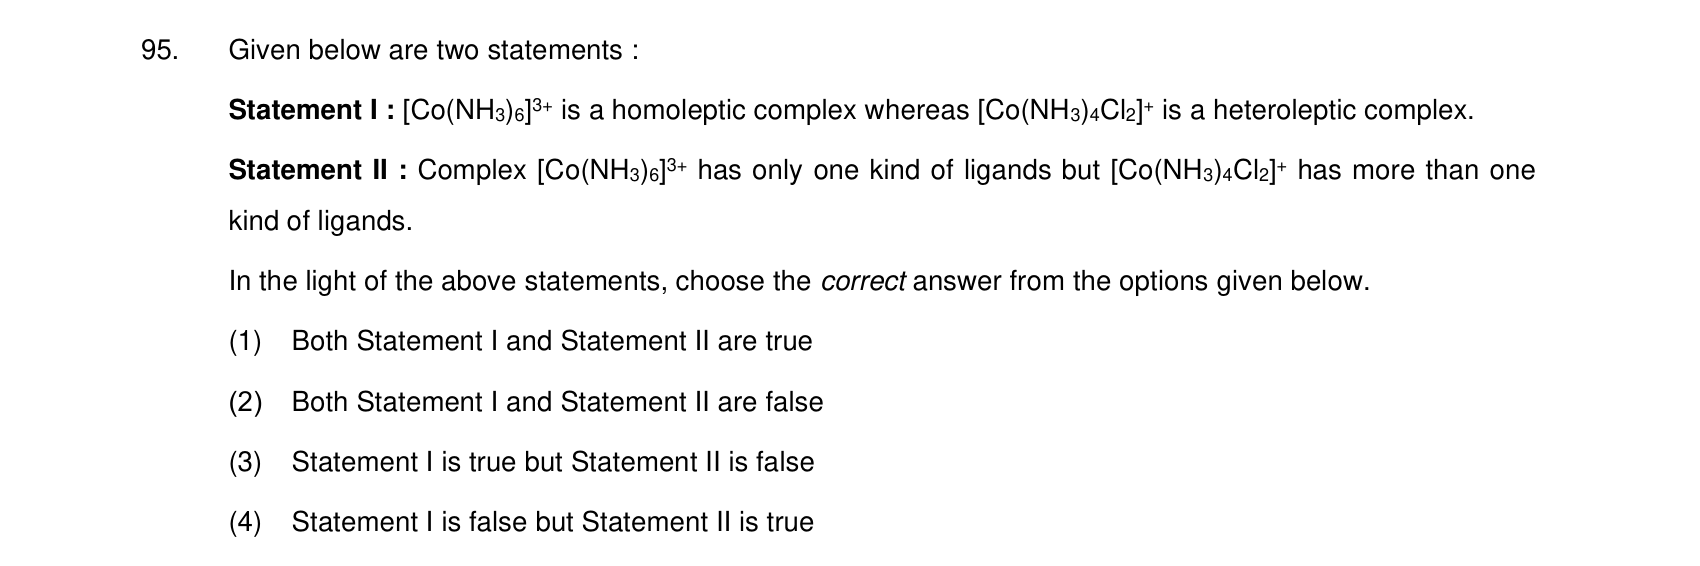 95. Given below are two statements :
Statement I : [Co(NH₃)₆]³⁺ is a homoleptic complex whereas [Co(NH₃)₄Cl₂]⁺ is a heteroleptic complex.
Statement II : Complex [Co(NH₃)₆]³⁺ has only one kind of ligands but [Co(NH₃)₄Cl₂]⁺ has more than one
kind of ligands.
In the light of the above statements, choose the correct answer from the options given below.
(1) Both Statement I and Statement II are true
(2) Both Statement I and Statement II are false
(3) Statement I is true but Statement II is false
(4) Statement I is false but Statement II is true